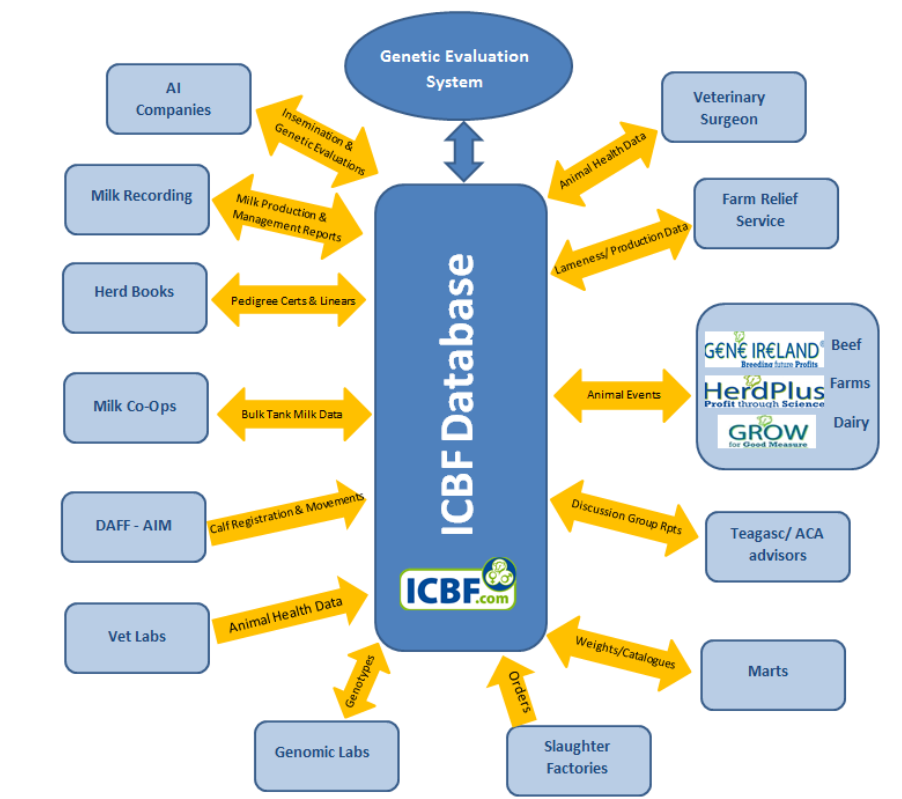 Genetic Evaluation
System
AI
Companies
Insemination &
Genetic Evaluations
Veterinary
Surgeon
Animal Health Data
Milk Recording
Milk Production &
Management Reports
Farm Relief
Service
Lameness/ Production Data
Herd Books
Pedigree Certs & Linears
ICBF Database
Animal Events
G€N€ IR€LAND®
Breeding future Profits
Beef
HerdPlus
Profit through Science
Farms
GROW
for Good Measure
Dairy
Milk Co-Ops
Bulk Tank Milk Data
DAFF - AIM
Calf Registration & Movements
Discussion Group Rpts
Teagasc/ ACA
advisors
Vet Labs
Animal Health Data
ICBF.com
Weights/Catalogues
Marts
Genotypes
Genomic Labs
Orders
Slaughter
Factories